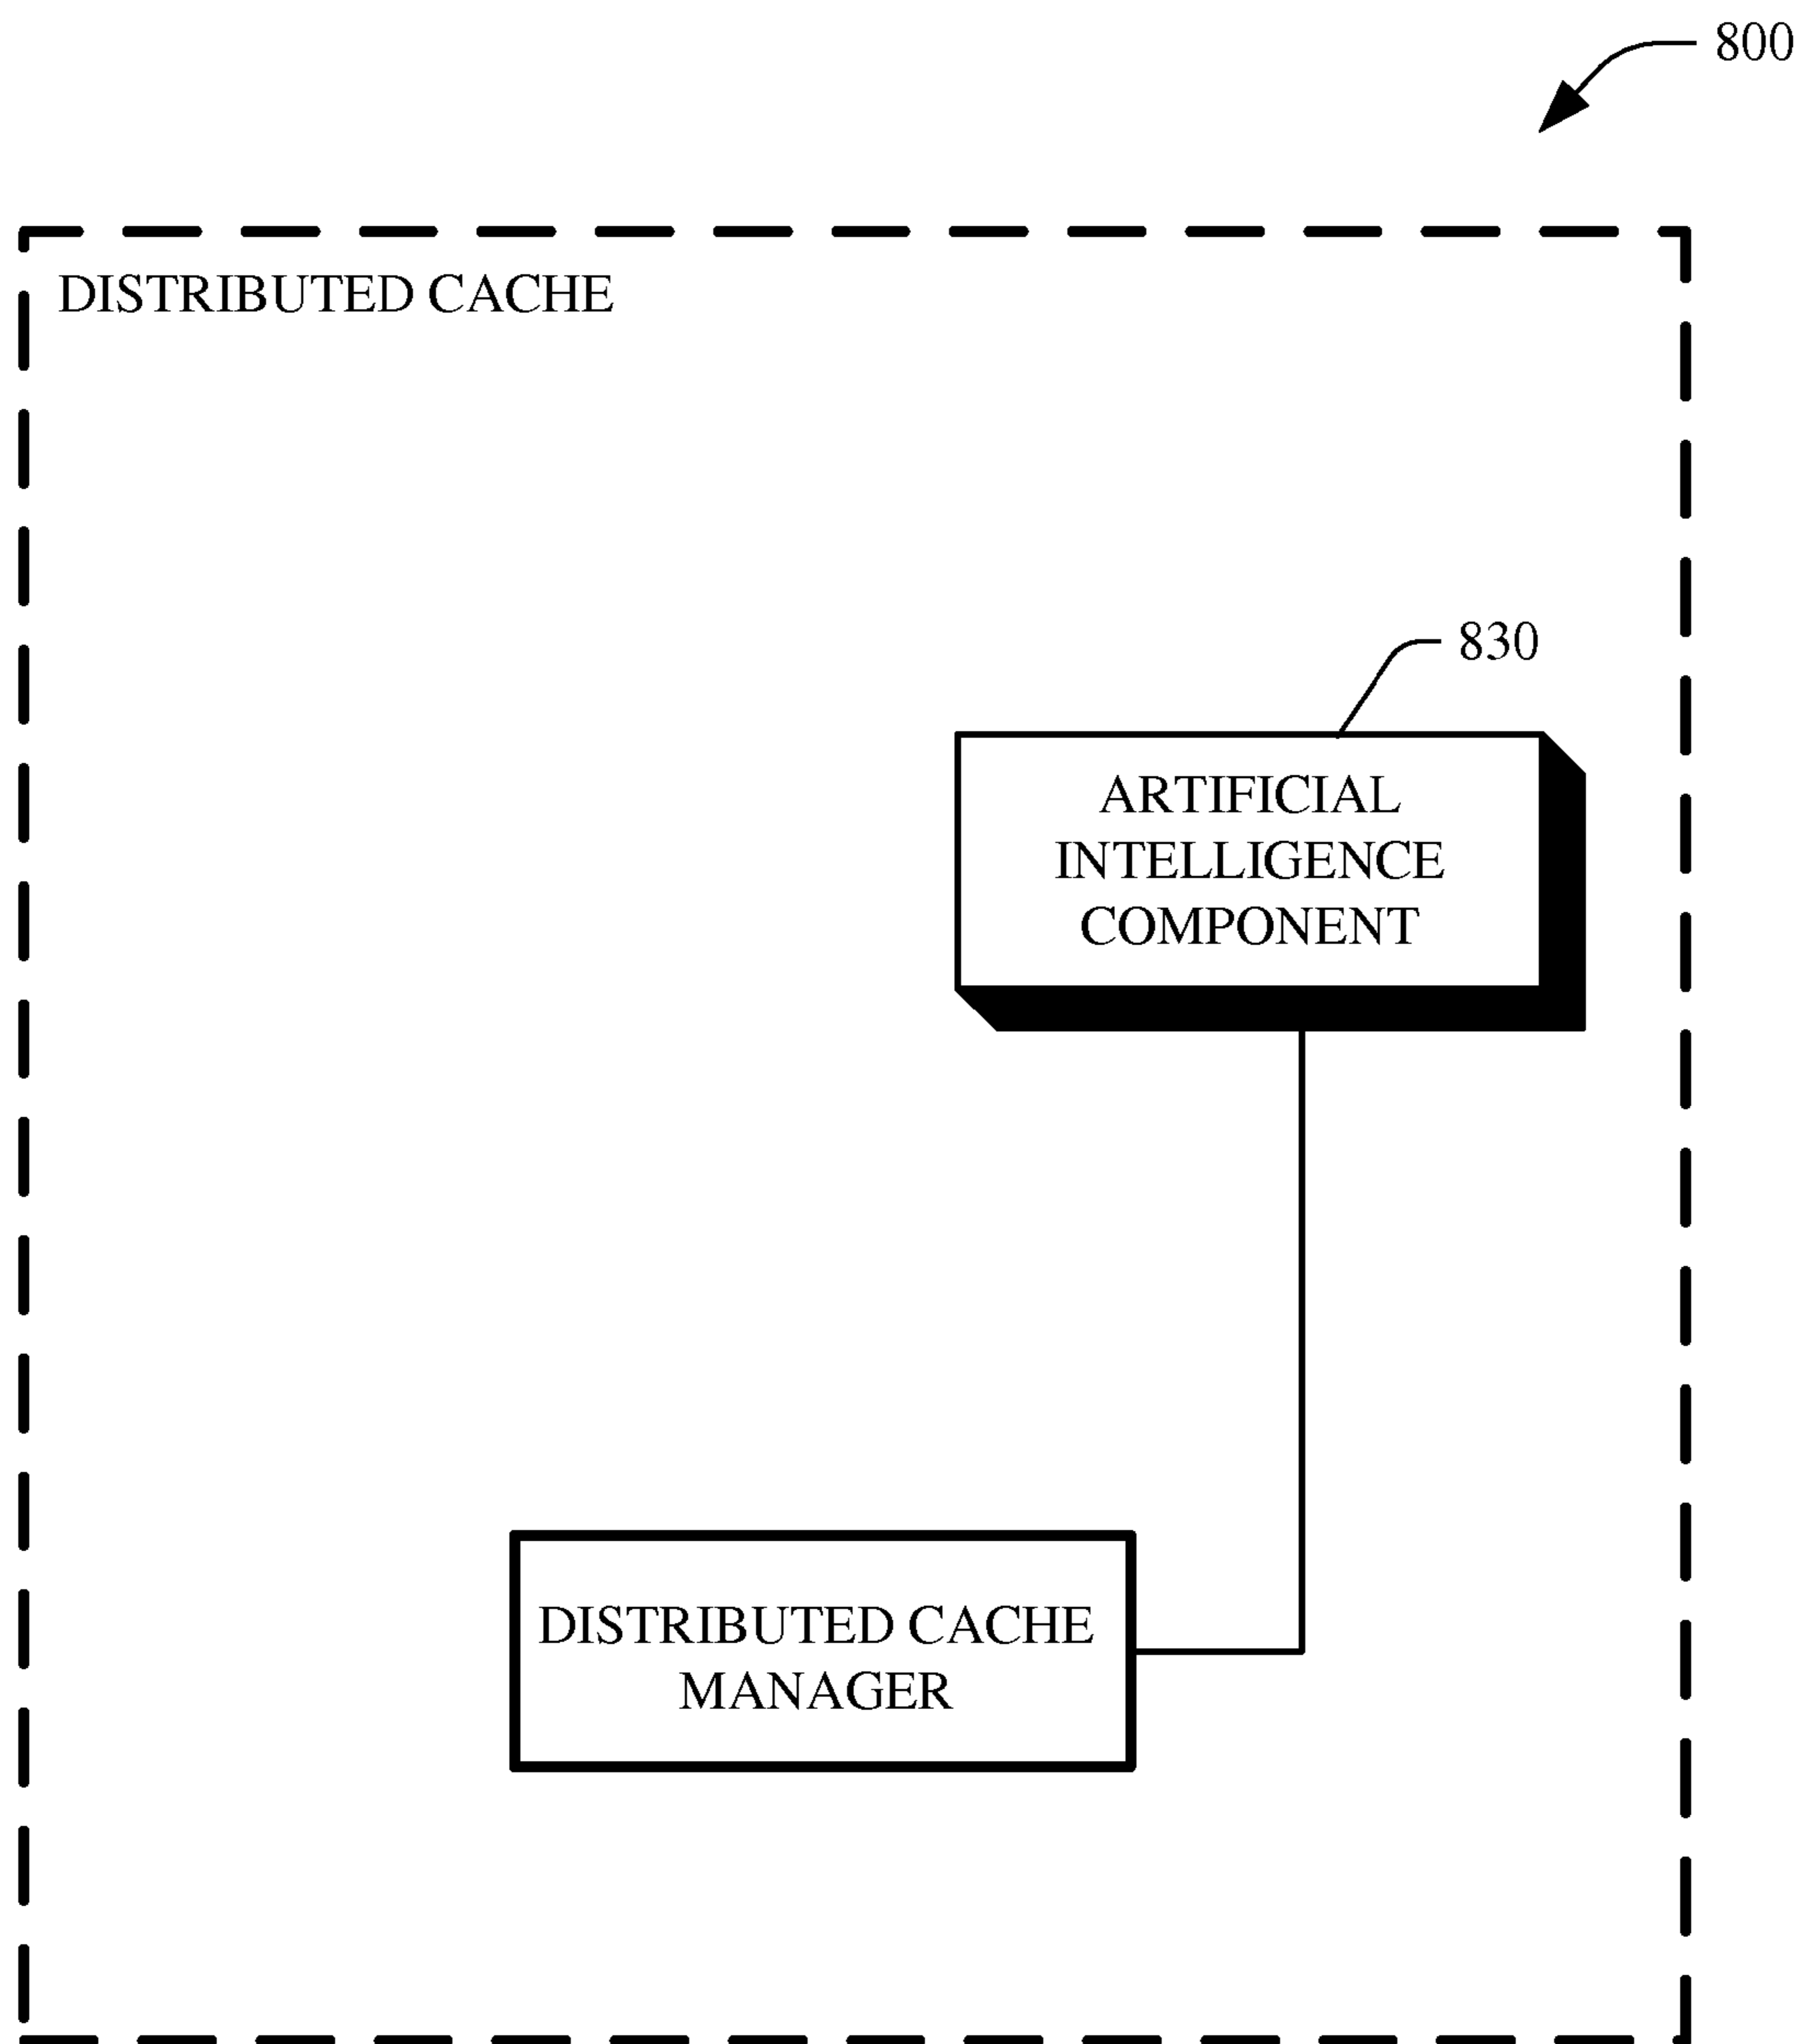 800
DISTRIBUTED CACHE
830
ARTIFICIAL
INTELLIGENCE
COMPONENT
DISTRIBUTED CACHE
MANAGER